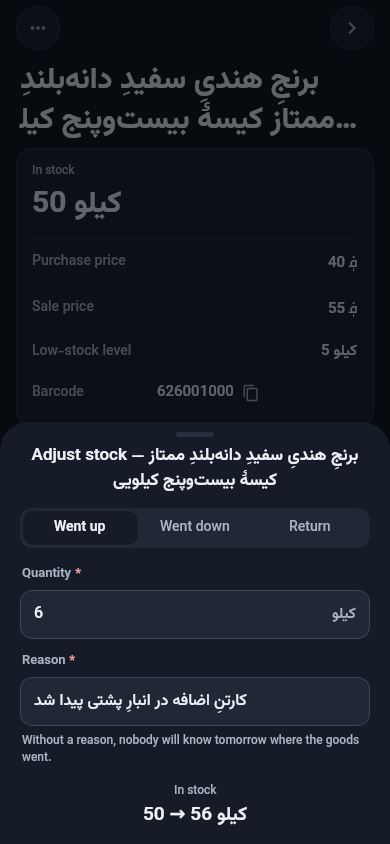 برنجِ هندیِ سفیدِ دانه‌بلندِ
ممتاز کیسهٔ بیست‌وپنج کیل...
In stock
50 کیلو
Purchase price
40 ؋
Sale price
55 ؋
Low-stock level
5 کیلو
Barcode
626001000
Adjust stock — برنجِ هندیِ سفیدِ دانه‌بلندِ ممتاز
کیسهٔ بیست‌وپنج کیلویی
Went up
Went down
Return
Quantity *
6
کیلو
Reason *
کارتنِ اضافه در انبارِ پشتی پیدا شد
Without a reason, nobody will know tomorrow where the goods
went.
In stock
50 → 56 کیلو